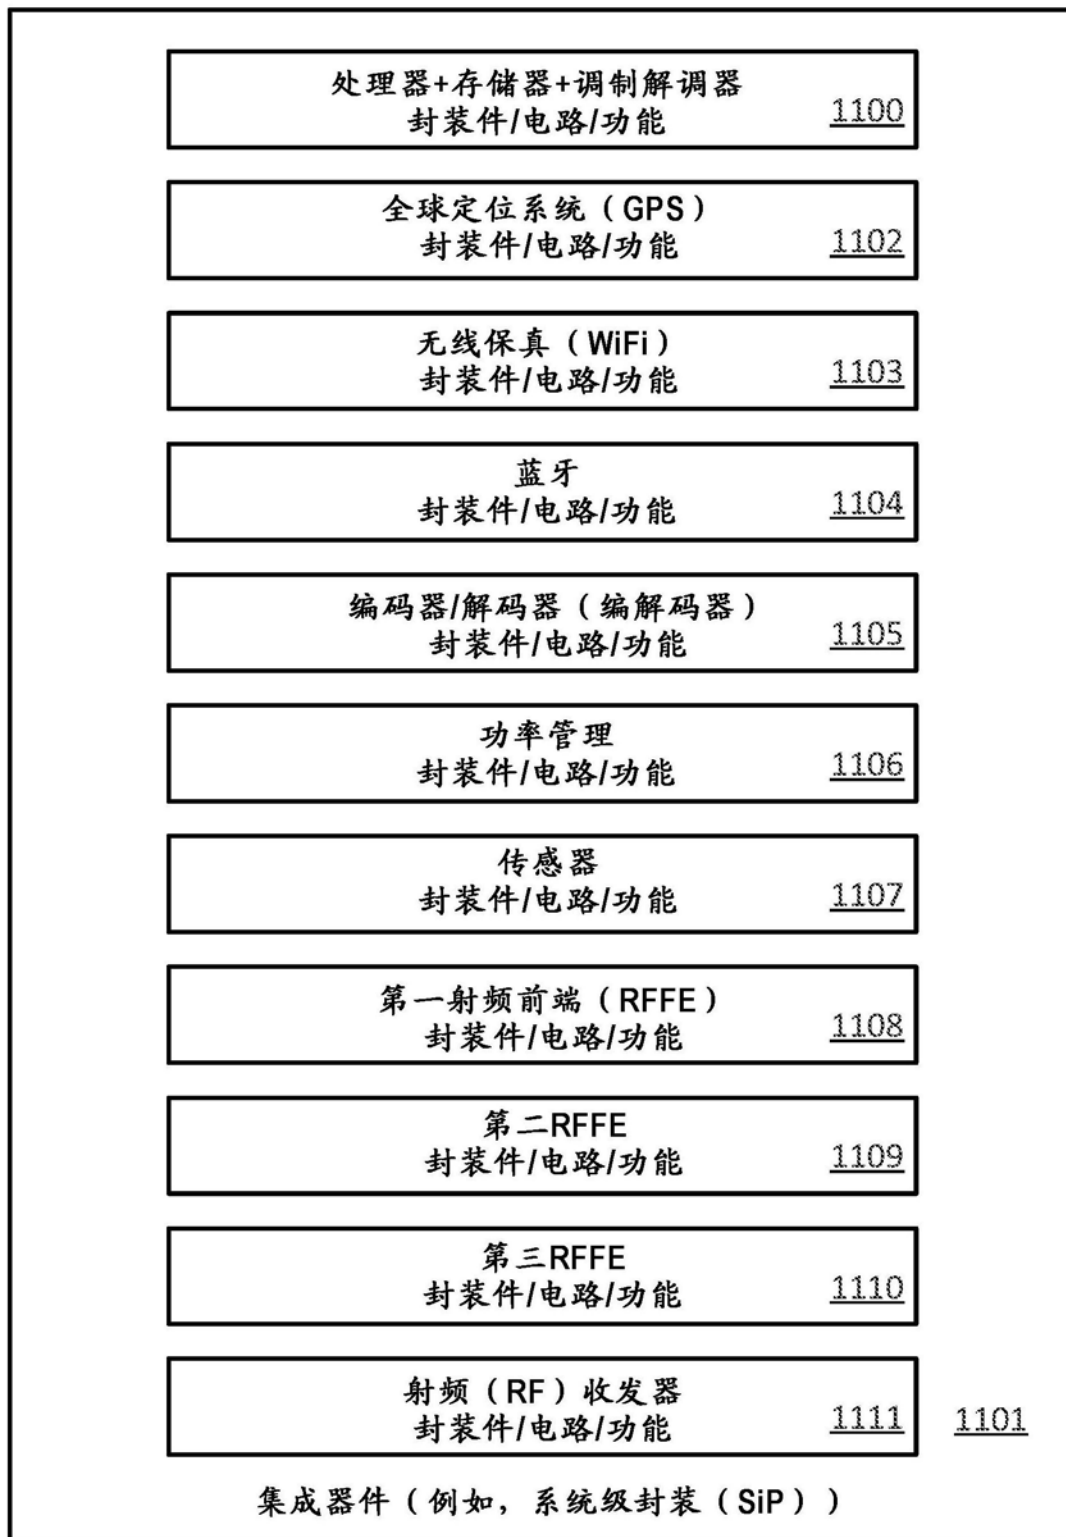 处理器+存储器+调制解调器
封装件/电路/功能
1100
全球定位系统（GPS）
封装件/电路/功能
1102
无线保真（WiFi）
封装件/电路/功能
1103
蓝牙
封装件/电路/功能
1104
编码器/解码器（编解码器）
封装件/电路/功能
1105
功率管理
封装件/电路/功能
1106
传感器
封装件/电路/功能
1107
第一射频前端（RFFE）
封装件/电路/功能
1108
第二RFFE
封装件/电路/功能
1109
第三RFFE
封装件/电路/功能
1110
射频（RF）收发器
封装件/电路/功能
1111
1101
集成器件（例如，系统级封装（SiP））